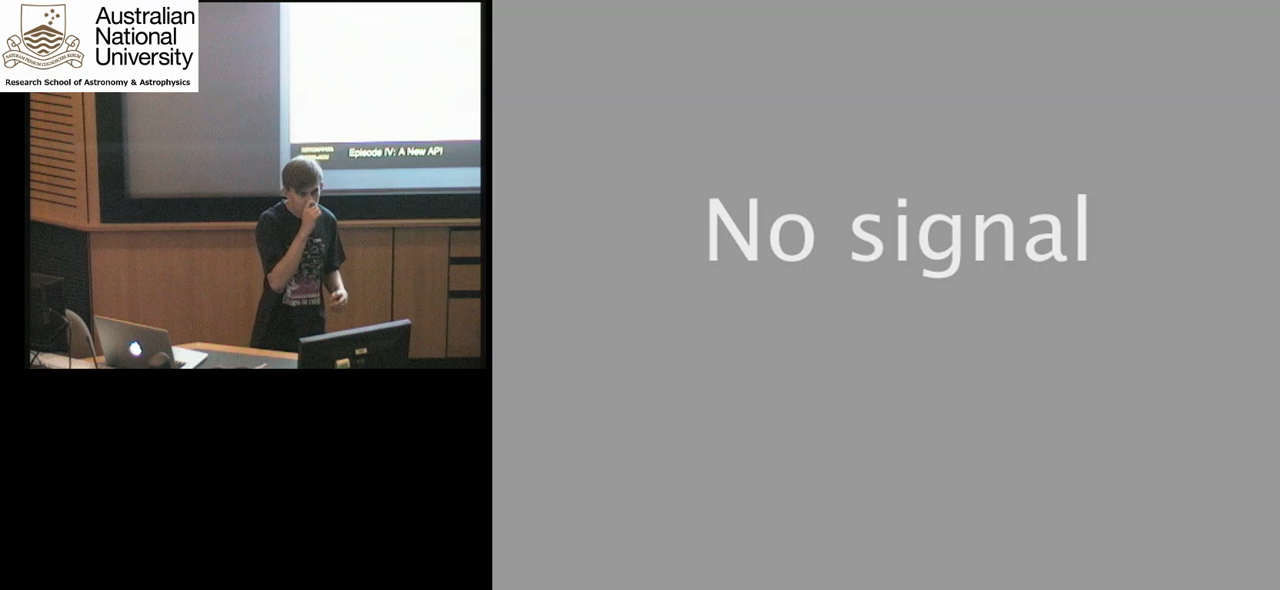 Australian
National
University
Research School of Astronomy & Astrophysics
Episode IV: A New API
No signal